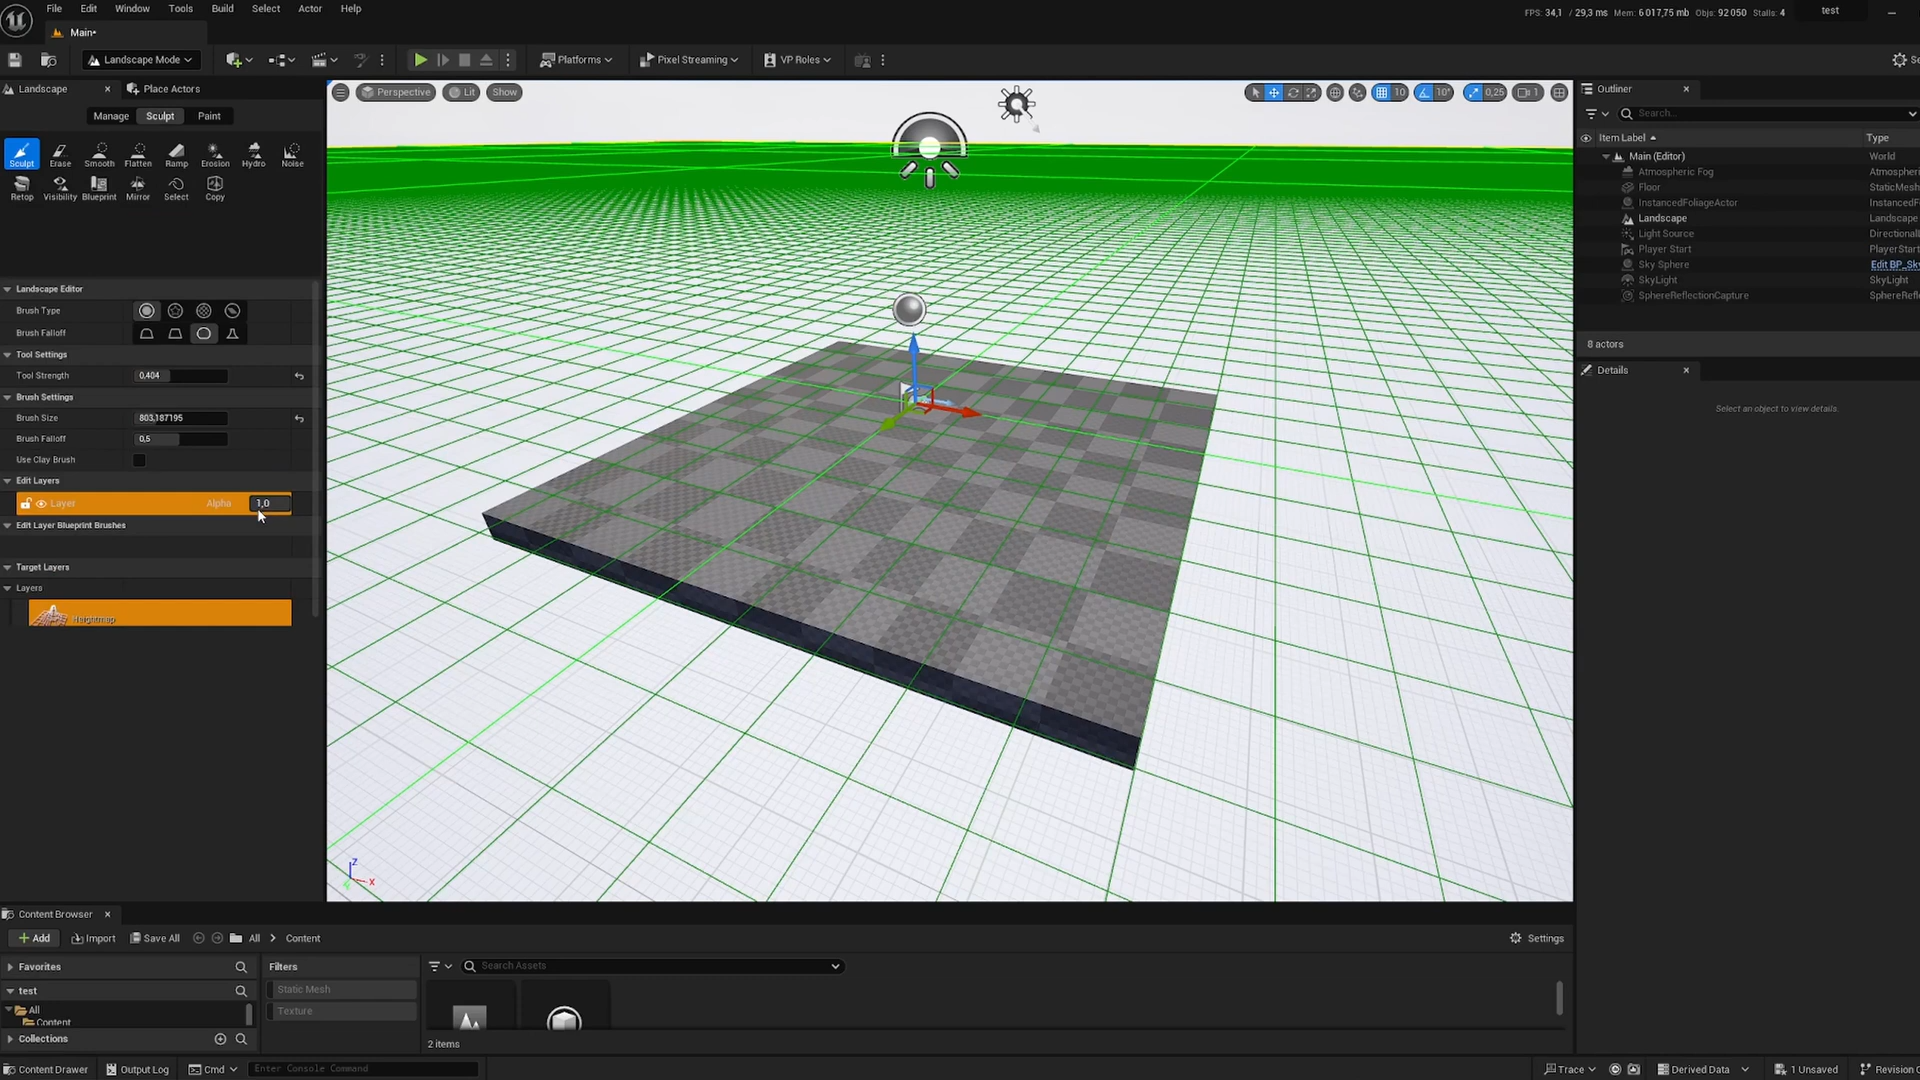 File Edit Window Tools Build Select Actor Help
FPS: 34,1 / 29,3 ms Mem: 6 017,75 mb Objs: 92 050 Stalls: 4
test
Main*
Landscape Mode
Platforms
Pixel Streaming
VP Roles
Se
Landscape
Place Actors
Manage Sculpt Paint
Sculpt Erase Smooth Flatten Ramp Erosion Hydro Noise
Retop Visibility Blueprint Mirror Select Copy
Landscape Editor
Brush Type
Brush Falloff
Tool Settings
Tool Strength 0,404
Brush Settings
Brush Size 803,187195
Brush Falloff 0,5
Use Clay Brush
Edit Layers
Layer Alpha 1,0
Edit Layer Blueprint Brushes
Target Layers
Layers
Heightmap
Perspective Lit Show
10 10° 0,25 1
Z
X
Outliner
Search...
Item Label Type
Main (Editor) World
Atmospheric Fog Atmospheri
Floor StaticMesh
InstancedFoliageActor InstancedFo
Landscape Landscape
Light Source Directional
Player Start PlayerStart
Sky Sphere Edit BP_Sky
SkyLight SkyLight
SphereReflectionCapture SphereRefle
8 actors
Details
Select an object to view details.
Content Browser
Add Import Save All All Content Settings
Favorites
test
All
Content
Collections
Filters
Static Mesh
Texture
Search Assets
2 items
Content Drawer Output Log Cmd Enter Console Command
Trace Derived Data 1 Unsaved Revision C